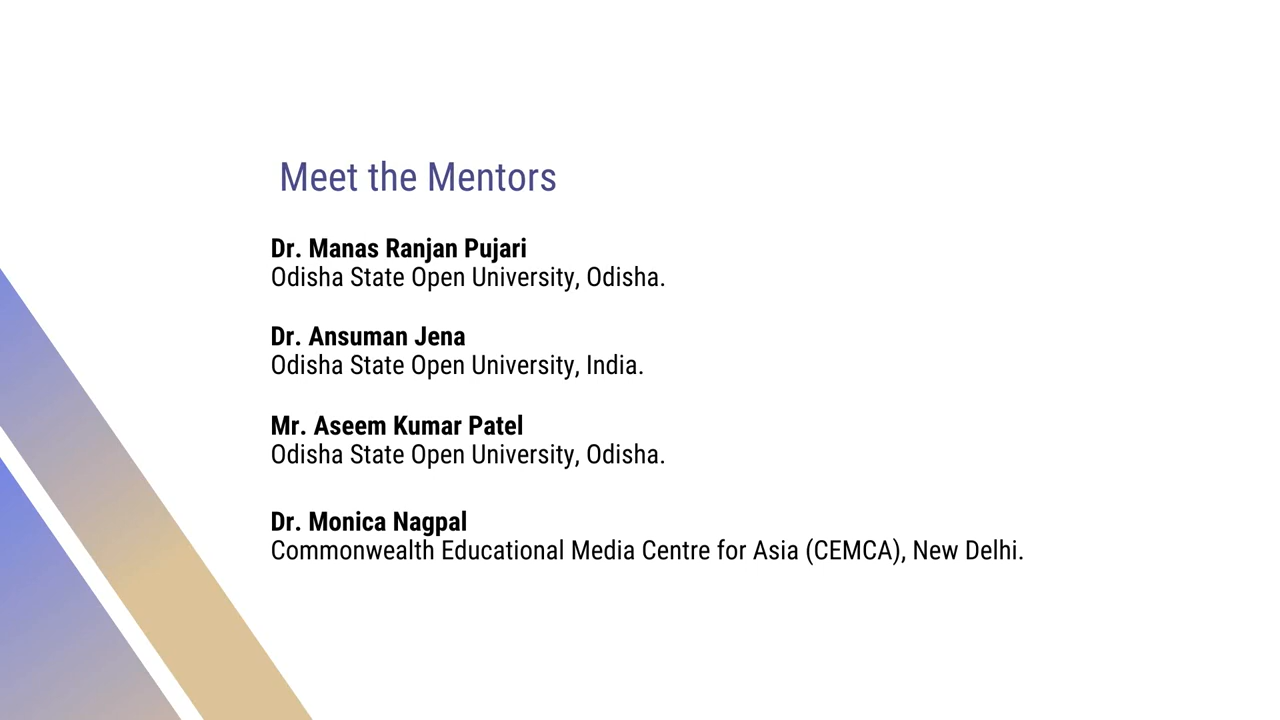 Meet the Mentors
Dr. Manas Ranjan Pujari
Odisha State Open University, Odisha.
Dr. Ansuman Jena
Odisha State Open University, India.
Mr. Aseem Kumar Patel
Odisha State Open University, Odisha.
Dr. Monica Nagpal
Commonwealth Educational Media Centre for Asia (CEMCA), New Delhi.